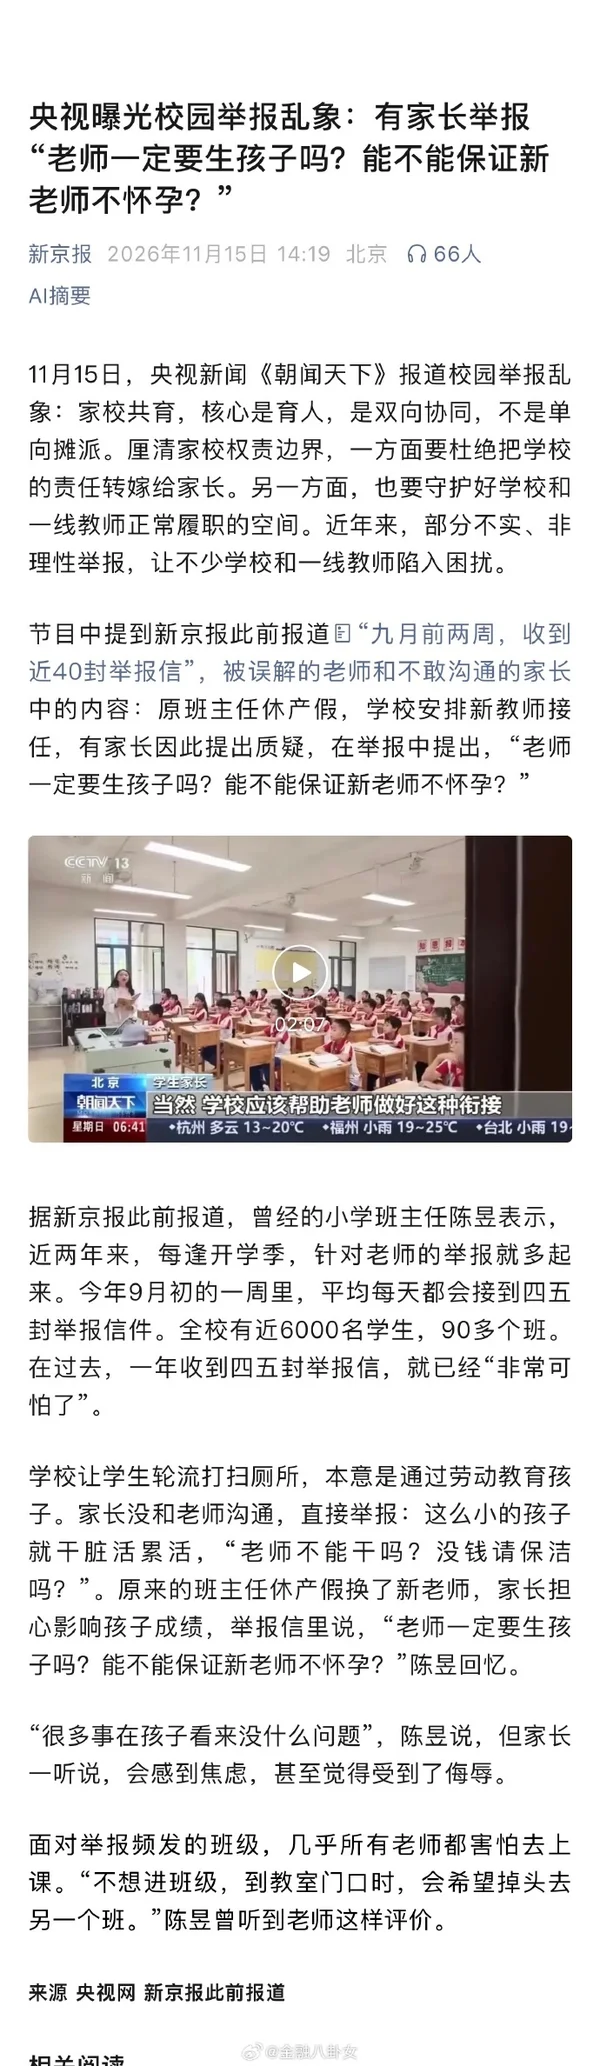 央视曝光校园举报乱象：有家长举报
“老师一定要生孩子吗？能不能保证新
老师不怀孕？”
新京报 2026年11月15日 14:19 北京 66人
AI摘要
11月15日，央视新闻《朝闻天下》报道校园举报乱
象：家校共育，核心是育人，是双向协同，不是单
向摊派。厘清家校权责边界，一方面要杜绝把学校
的责任转嫁给家长。另一方面，也要守护好学校和
一线教师正常履职的空间。近年来，部分不实、非
理性举报，让不少学校和一线教师陷入困扰。
节目中提到新京报此前报道“九月前两周，收到
近40封举报信”，被误解的老师和不敢沟通的家长
中的内容：原班主任休产假，学校安排新教师接
任，有家长因此提出质疑，在举报中提出，“老师
一定要生孩子吗？能不能保证新老师不怀孕？”
CCTV 13
新闻
02:07
北京 学生家长
朝闻天下 当然 学校应该帮助老师做好这种衔接
星期日 06:41 •杭州 多云 13~20℃ •福州 小雨 19~25℃ •台北 小雨 19~
据新京报此前报道，曾经的小学班主任陈昱表示，
近两年来，每逢开学季，针对老师的举报就多起
来。今年9月初的一周里，平均每天都会接到四五
封举报信件。全校有近6000名学生，90多个班。
在过去，一年收到四五封举报信，就已经“非常可
怕了”。
学校让学生轮流打扫厕所，本意是通过劳动教育孩
子。家长没和老师沟通，直接举报：这么小的孩子
就干脏活累活，“老师不能干吗？没钱请保洁
吗？”。原来的班主任休产假换了新老师，家长担
心影响孩子成绩，举报信里说，“老师一定要生孩
子吗？能不能保证新老师不怀孕？”陈昱回忆。
“很多事在孩子看来没什么问题”，陈昱说，但家长
一听说，会感到焦虑，甚至觉得受到了侮辱。
面对举报频发的班级，几乎所有老师都害怕去上
课。“不想进班级，到教室门口时，会希望掉头去
另一个班。”陈昱曾听到老师这样评价。
来源 央视网 新京报此前报道
相关阅读
@金融八卦女